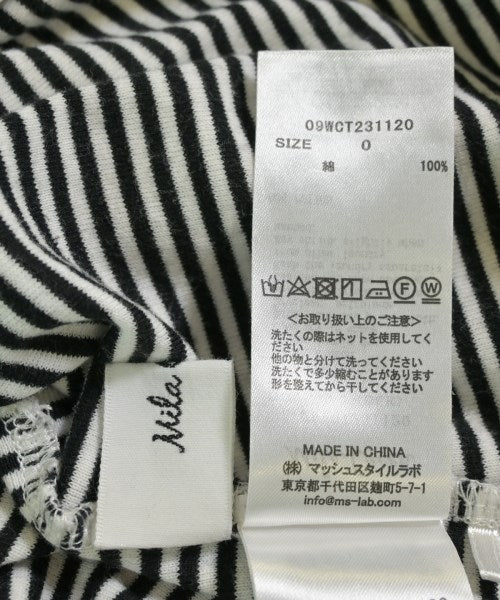 09WCT231120
SIZE 0
綿 100%
<お取り扱い上のご注意>
洗たくの際はネットを使用してく
ださい
他の物と分けて洗ってください
洗たくで多少縮むことがあります
形を整えてから干してください
MADE IN CHINA
(株) マッシュスタイルラボ
東京都千代田区麹町5-7-1
info@ms-lab.com
Mila